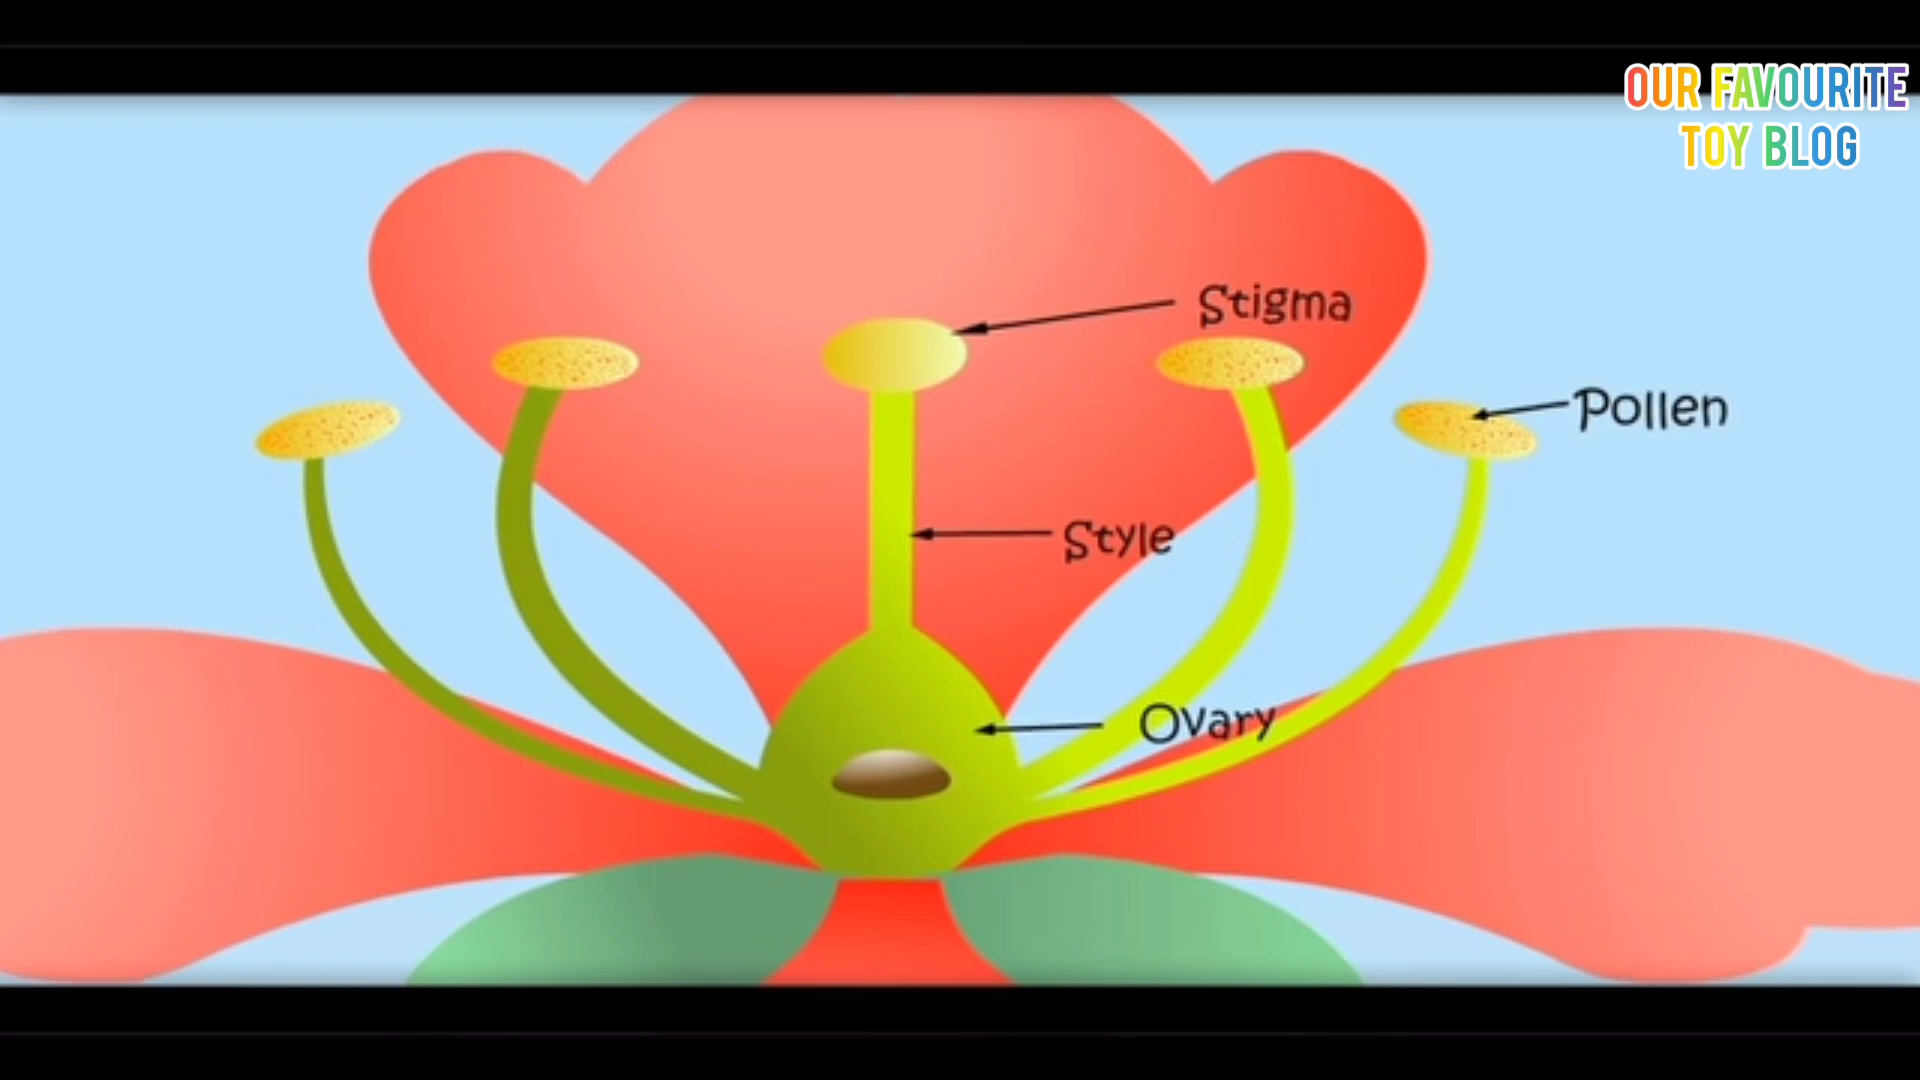 OUR FAVOURITE
TOY BLOG
Stigma
Pollen
Style
Ovary